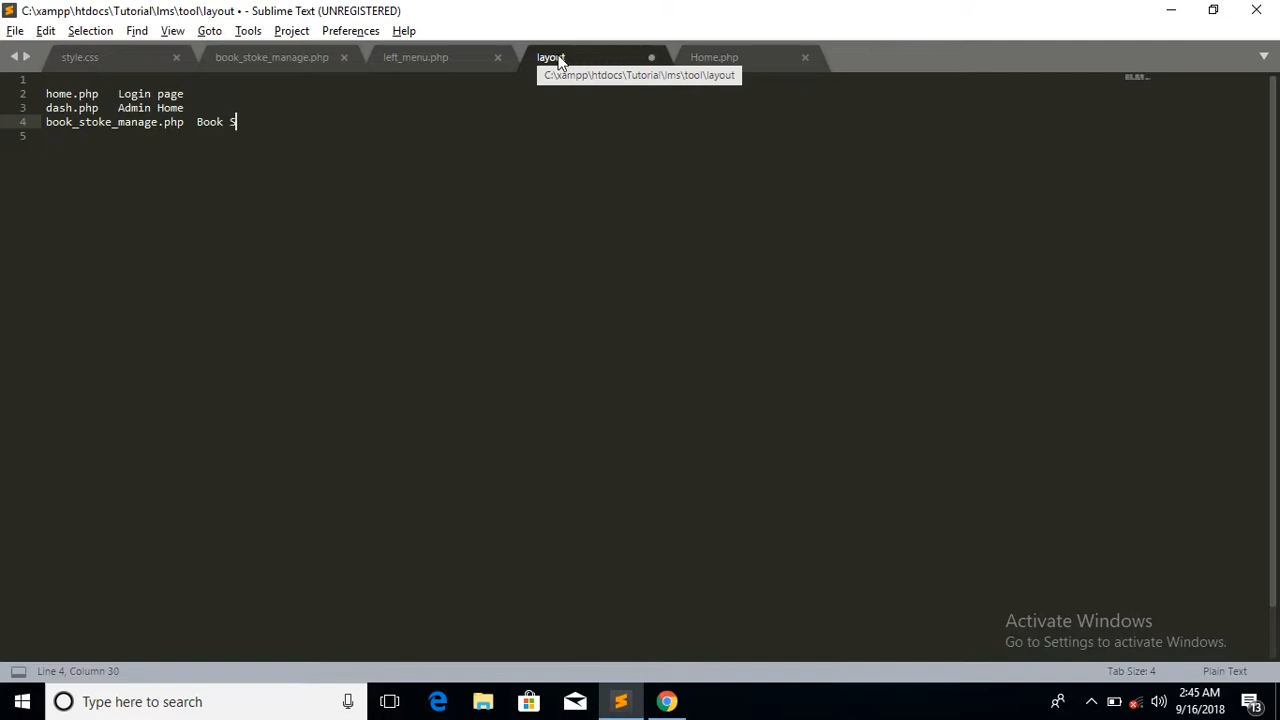 C:\xampp\htdocs\Tutorial\lms\tool\layout • - Sublime Text (UNREGISTERED)
File Edit Selection Find View Goto Tools Project Preferences Help
style.css book_stoke_manage.php left_menu.php layout Home.php
C:\xampp\htdocs\Tutorial\lms\tool\layout
1
2 home.php Login page
3 dash.php Admin Home
4 book_stoke_manage.php Book S
5
Activate Windows
Go to Settings to activate Windows.
Line 4, Column 30 Tab Size: 4 Plain Text
Type here to search
2:45 AM
9/16/2018
13